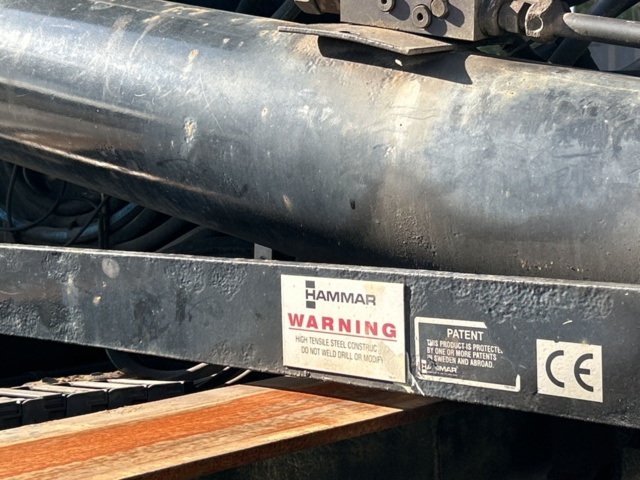 HAMMAR
WARNING
HIGH TENSILE STEEL CONSTRUC
DO NOT WELD DRILL OR MODIFY
PATENT
THIS PRODUCT IS PROTECTE
BY ONE OR MORE PATENTS
IN SWEDEN AND ABROAD.
HAMMAR
CE